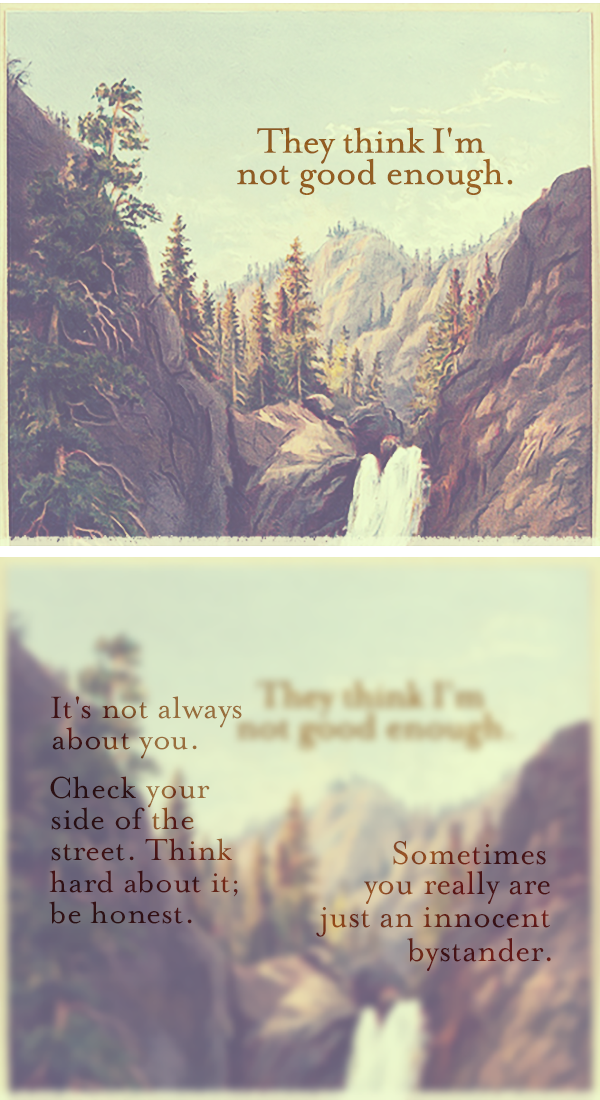 They think I'm
not good enough.
They think I'm
not good enough.
It's not always
about you.
Check your
side of the
street. Think
hard about it;
be honest.
Sometimes
you really are
just an innocent
bystander.